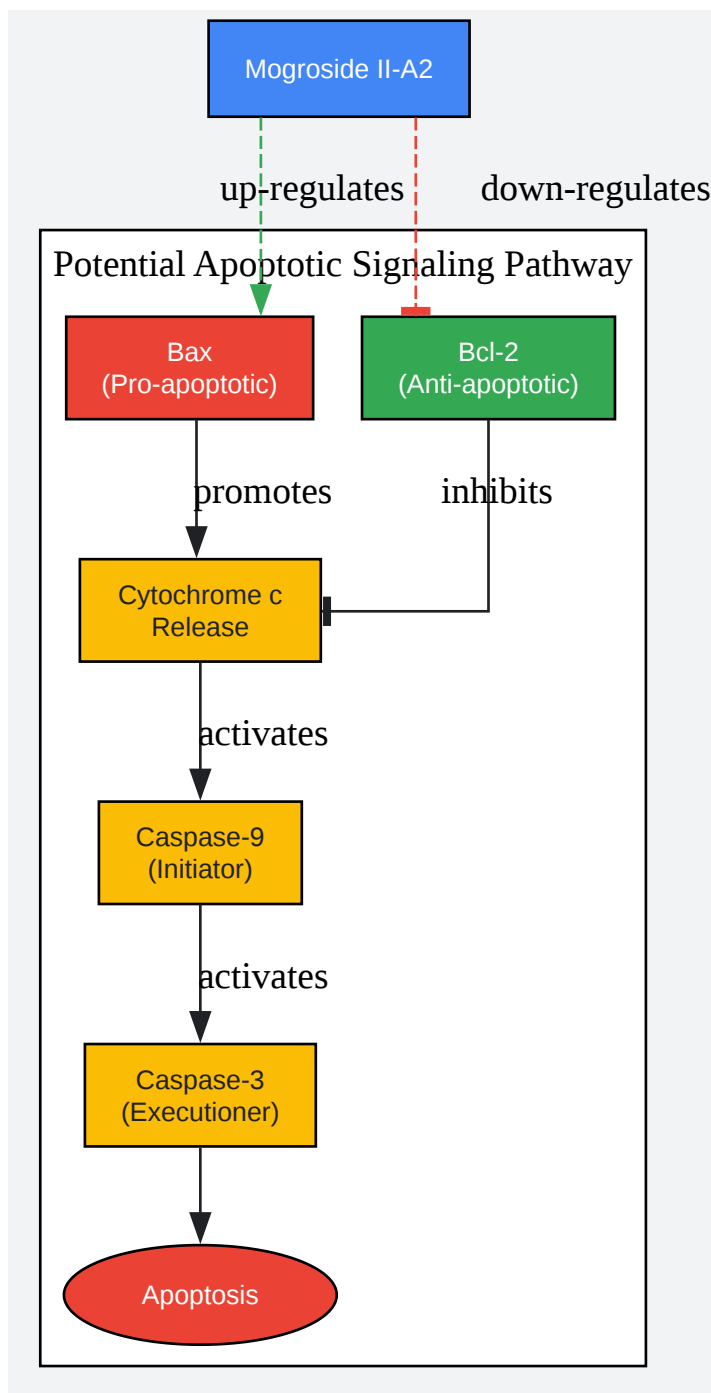 Mogroside II-A2
up-regulates
down-regulates
Potential Apoptotic Signaling Pathway
Bax
(Pro-apoptotic)
Bcl-2
(Anti-apoptotic)
promotes
inhibits
Cytochrome c
Release
activates
Caspase-9
(Initiator)
activates
Caspase-3
(Executioner)
Apoptosis